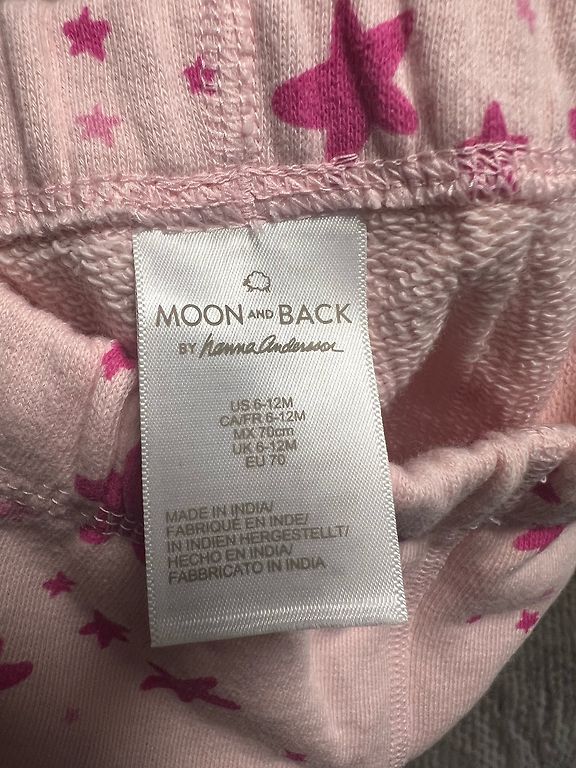 MOON AND BACK
BY hanna andersson
US 6-12M
CA/FR 6-12M
MX 70cm
UK 6-12M
EU 70
MADE IN INDIA/
FABRIQUÉ EN INDE/
IN INDIEN HERGESTELLT/
HECHO EN INDIA/
FABBRICATO IN INDIA